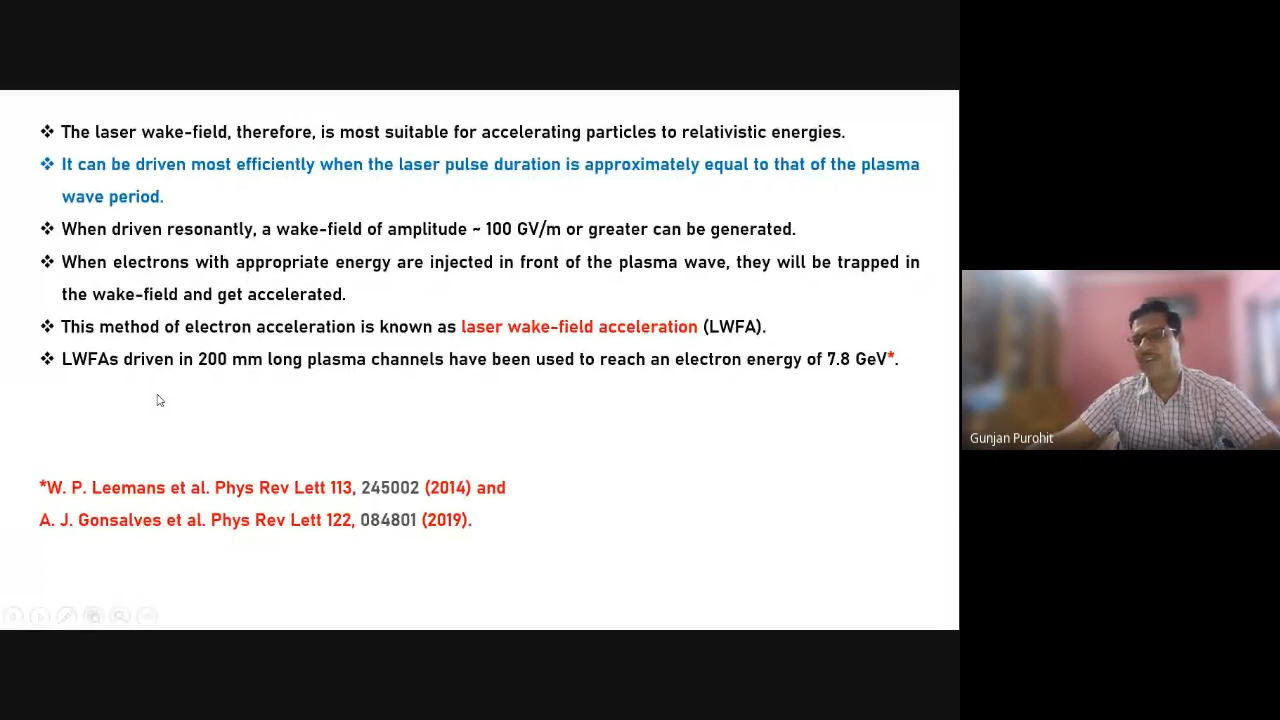 ❖ The laser wake-field, therefore, is most suitable for accelerating particles to relativistic energies.
❖ It can be driven most efficiently when the laser pulse duration is approximately equal to that of the plasma
wave period.
❖ When driven resonantly, a wake-field of amplitude ~ 100 GV/m or greater can be generated.
❖ When electrons with appropriate energy are injected in front of the plasma wave, they will be trapped in
the wake-field and get accelerated.
❖ This method of electron acceleration is known as laser wake-field acceleration (LWFA).
❖ LWFAs driven in 200 mm long plasma channels have been used to reach an electron energy of 7.8 GeV*.
*W. P. Leemans et al. Phys Rev Lett 113, 245002 (2014) and
A. J. Gonsalves et al. Phys Rev Lett 122, 084801 (2019).
Gunjan Purohit